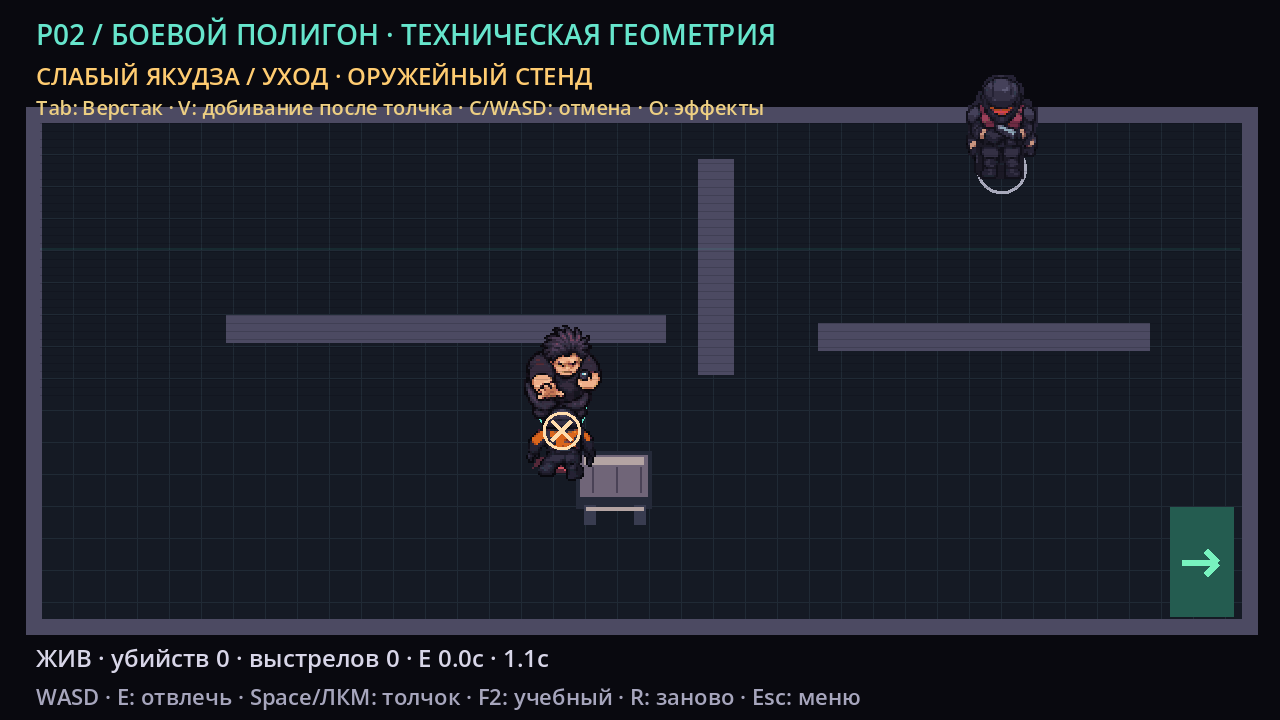 P02 / БОЕВОЙ ПОЛИГОН · ТЕХНИЧЕСКАЯ ГЕОМЕТРИЯ
СЛАБЫЙ ЯКУДЗА / УХОД · ОРУЖЕЙНЫЙ СТЕНД
Tab: Верстак · V: добивание после толчка · C/WASD: отмена · O: эффекты
ЖИВ · убийств 0 · выстрелов 0 · E 0.0с · 1.1с
WASD · E: отвлечь · Space/ЛКМ: толчок · F2: учебный · R: заново · Esc: меню